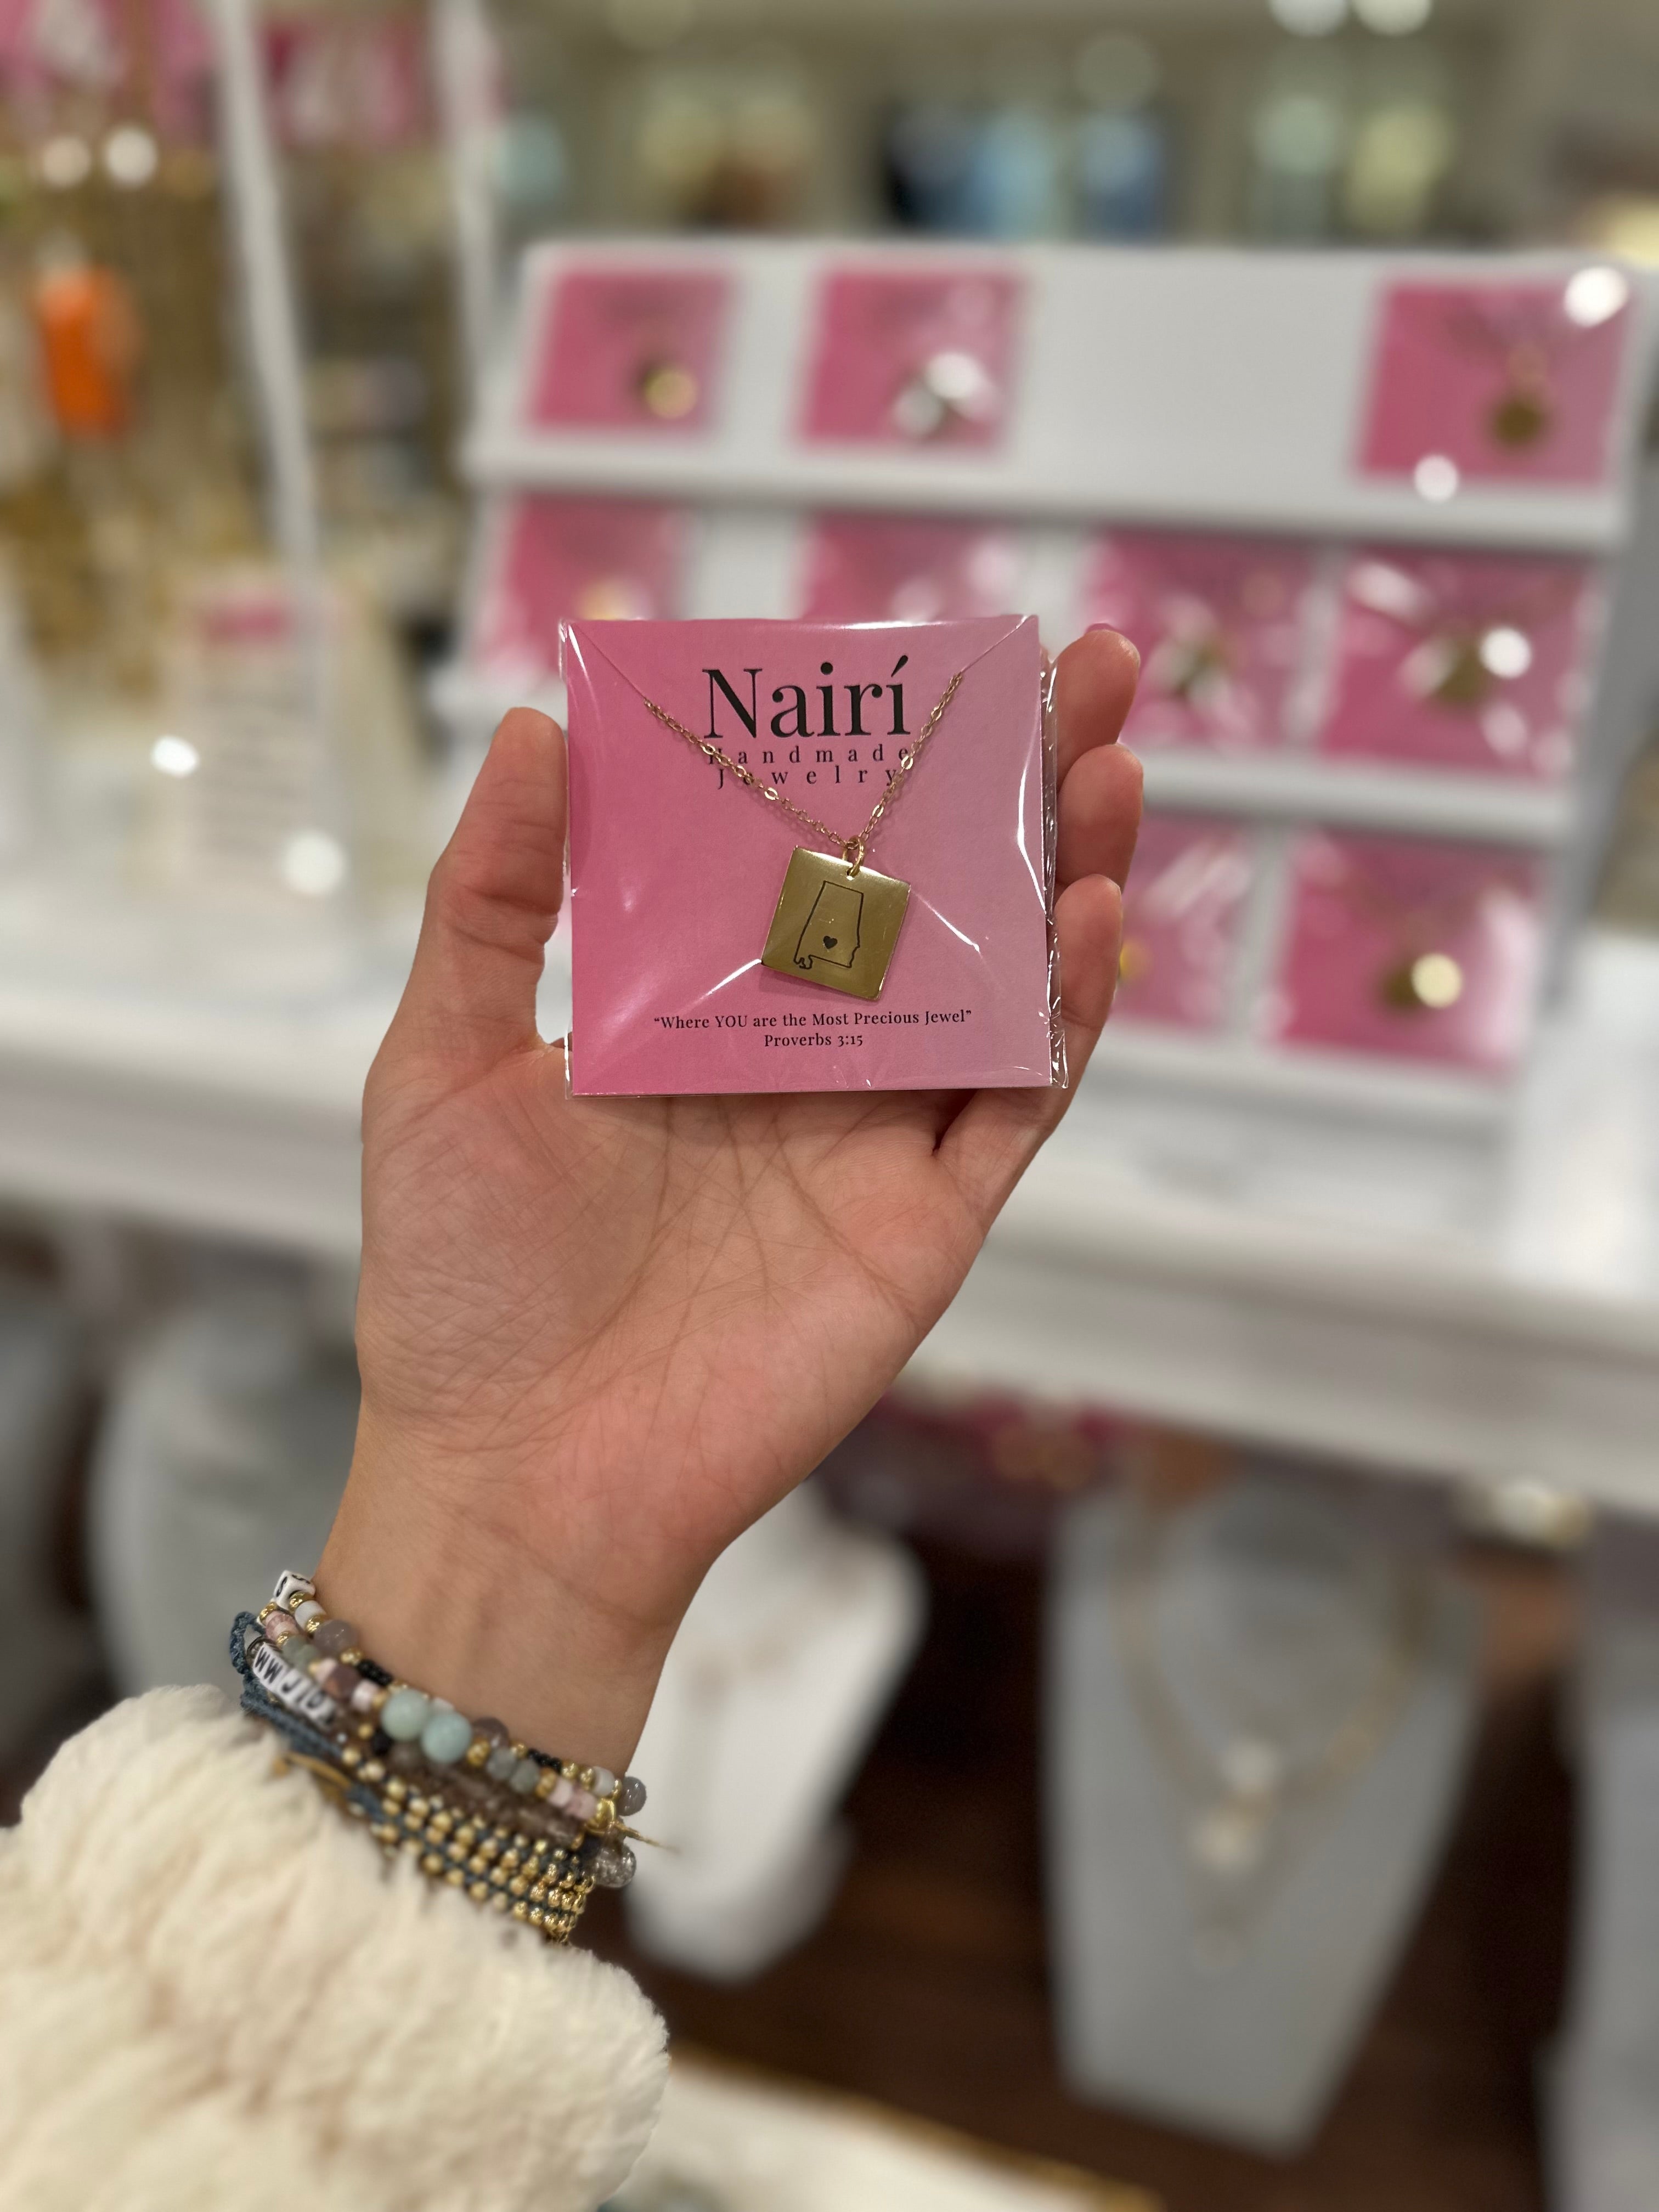 Nairí
Handmade
Jewelry
“Where YOU are the Most Precious Jewel”
Proverbs 3:15